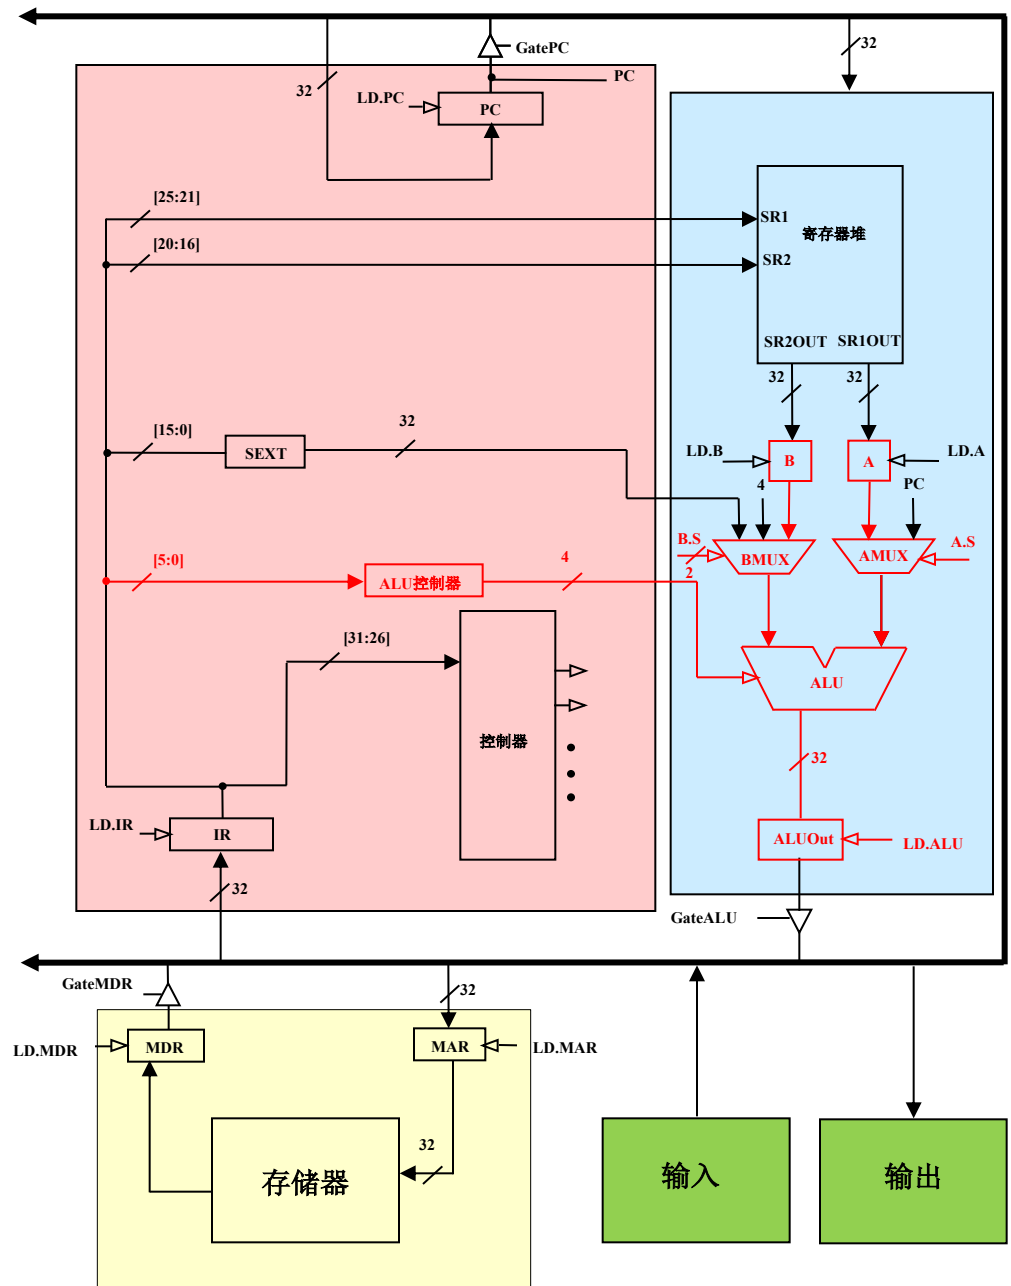 GatePC
32
32
PC
LD.PC
PC
[25:21]
SR1
寄存器堆
[20:16]
SR2
SR2OUT
SR1OUT
32
32
[15:0]
32
SEXT
LD.B
B
A
LD.A
4
PC
B.S
2
BMUX
AMUX
A.S
[5:0]
4
ALU控制器
[31:26]
ALU
控制器
32
LD.IR
IR
ALUOut
LD.ALU
32
GateALU
GateMDR
32
LD.MDR
MDR
MAR
LD.MAR
32
存储器
输入
输出